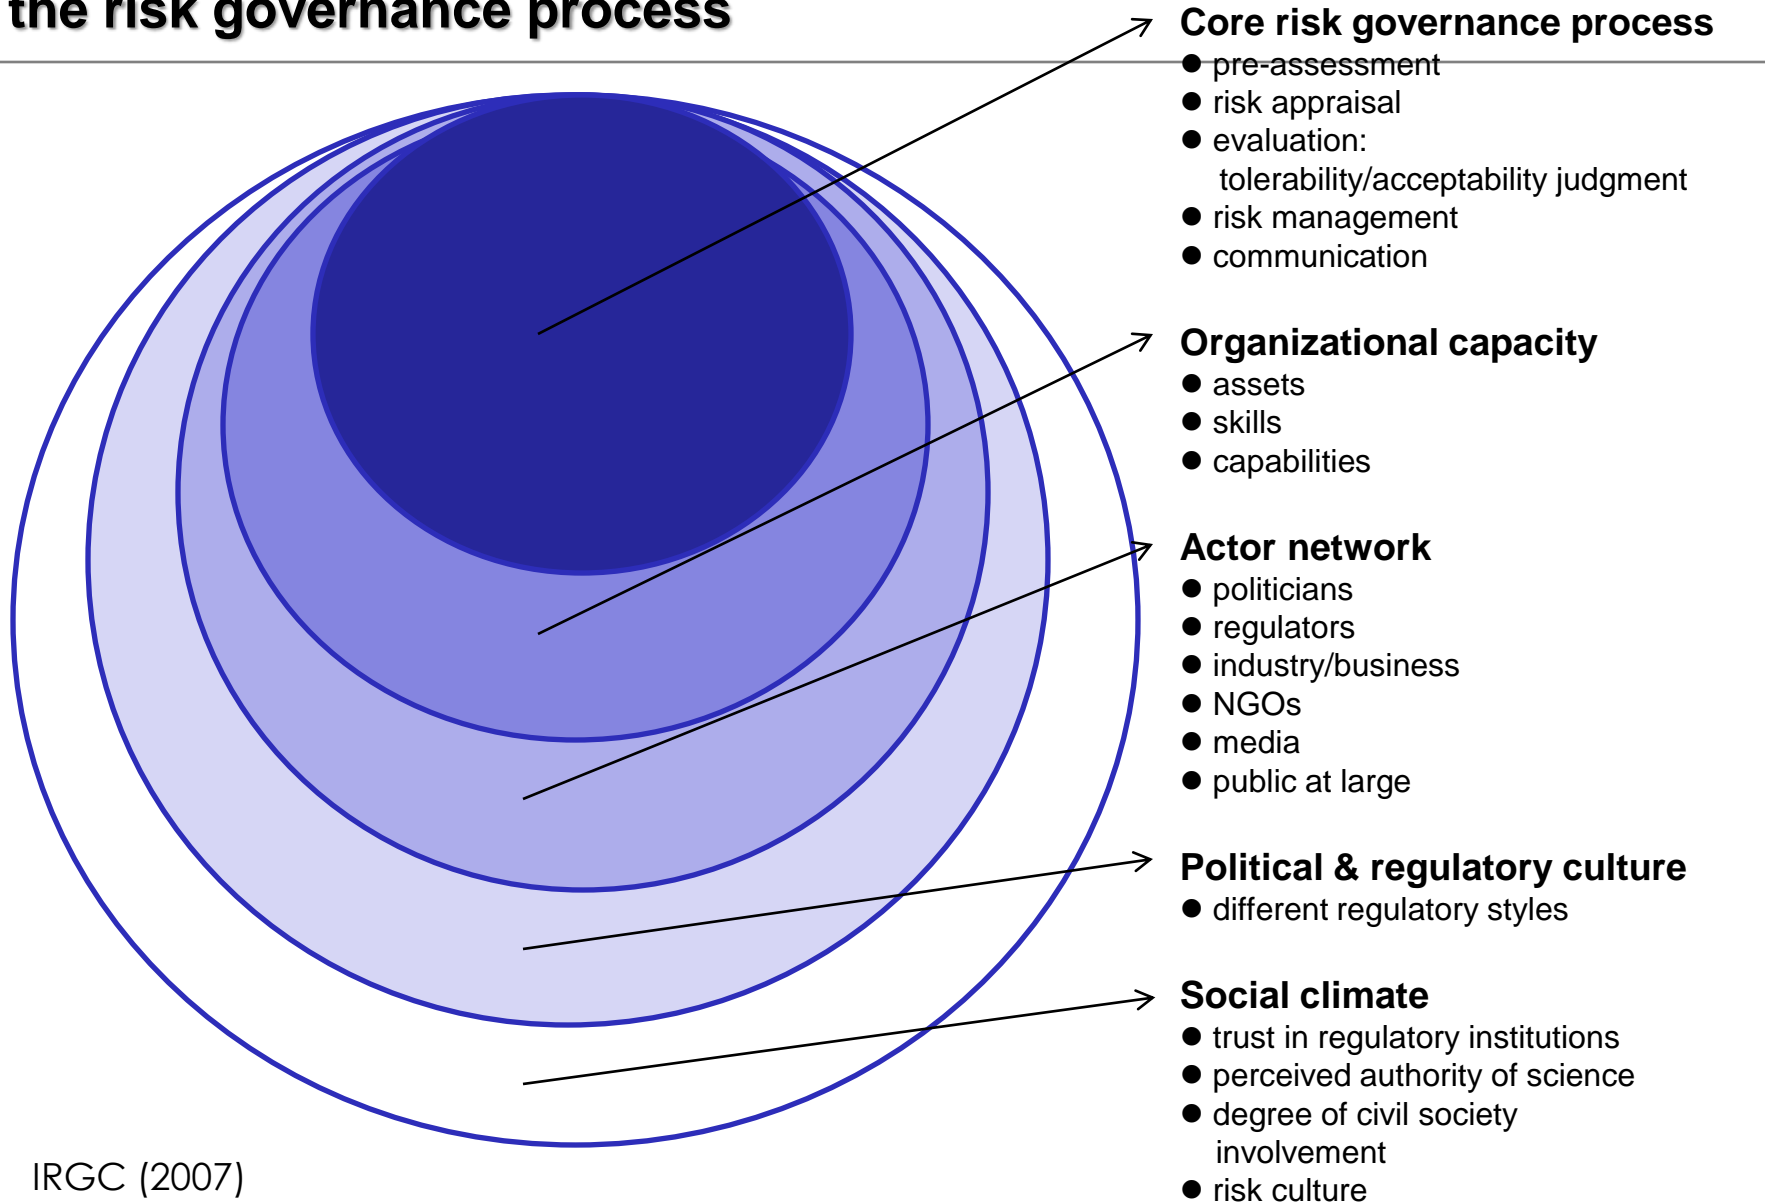 the risk governance process
Core risk governance process
● pre-assessment
● risk appraisal
● evaluation:
tolerability/acceptability judgment
● risk management
● communication
Organizational capacity
● assets
● skills
● capabilities
Actor network
● politicians
● regulators
● industry/business
● NGOs
● media
● public at large
Political & regulatory culture
● different regulatory styles
Social climate
● trust in regulatory institutions
● perceived authority of science
● degree of civil society
involvement
● risk culture
IRGC (2007)